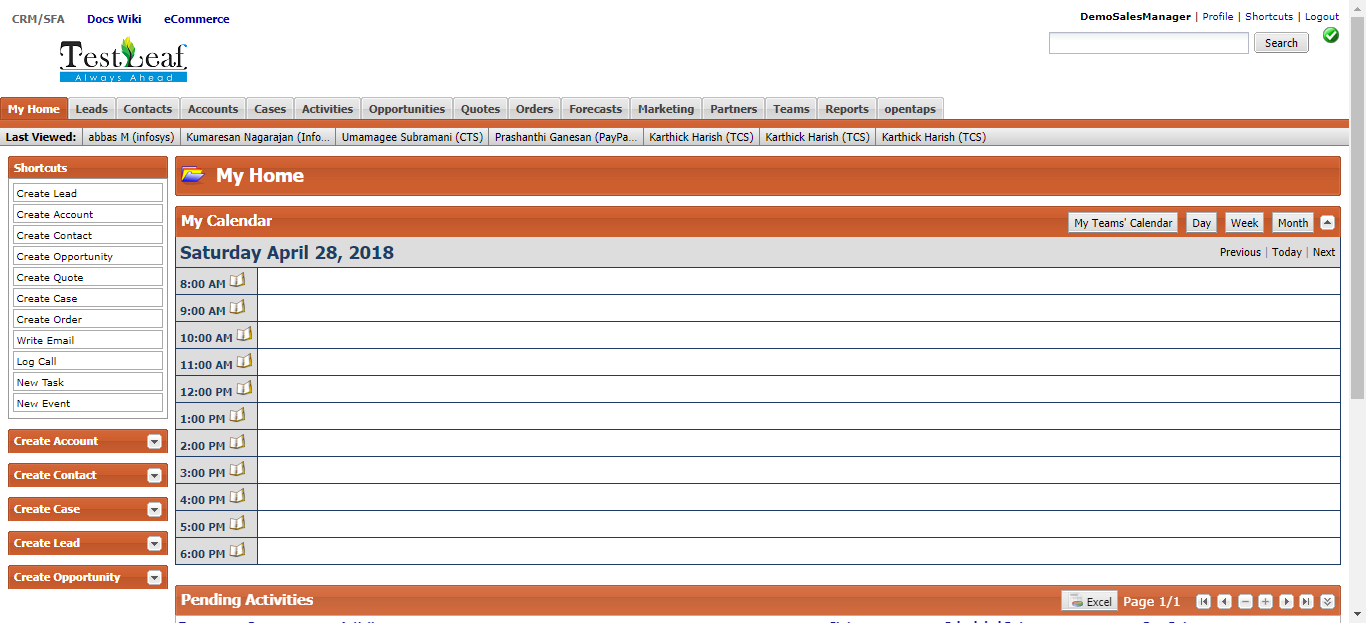 CRM/SFA Docs Wiki eCommerce
DemoSalesManager | Profile | Shortcuts | Logout
TestLeaf
Always Ahead
Search
My Home Leads Contacts Accounts Cases Activities Opportunities Quotes Orders Forecasts Marketing Partners Teams Reports opentaps
Last Viewed: abbas M (infosys) Kumaresan Nagarajan (Info... Umamagee Subramani (CTS) Prashanthi Ganesan (PayPa... Karthick Harish (TCS) Karthick Harish (TCS) Karthick Harish (TCS)
Shortcuts
Create Lead
Create Account
Create Contact
Create Opportunity
Create Quote
Create Case
Create Order
Write Email
Log Call
New Task
New Event
Create Account
Create Contact
Create Case
Create Lead
Create Opportunity
My Home
My Calendar
My Teams' Calendar Day Week Month
Saturday April 28, 2018
Previous | Today | Next
8:00 AM
9:00 AM
10:00 AM
11:00 AM
12:00 PM
1:00 PM
2:00 PM
3:00 PM
4:00 PM
5:00 PM
6:00 PM
Pending Activities
Excel Page 1/1